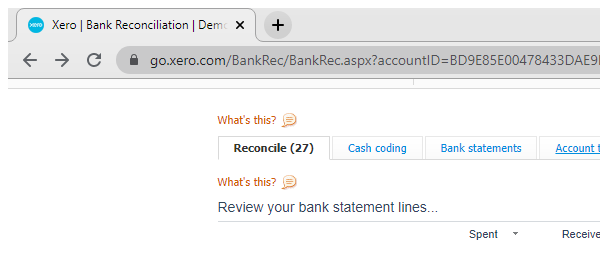 xero
Xero | Bank Reconciliation | Demo
go.xero.com/BankRec/BankRec.aspx?accountID=BD9E85E00478433DAE9
What's this?
Reconcile (27) Cash coding Bank statements Account t
What's this?
Review your bank statement lines...
Spent Receive